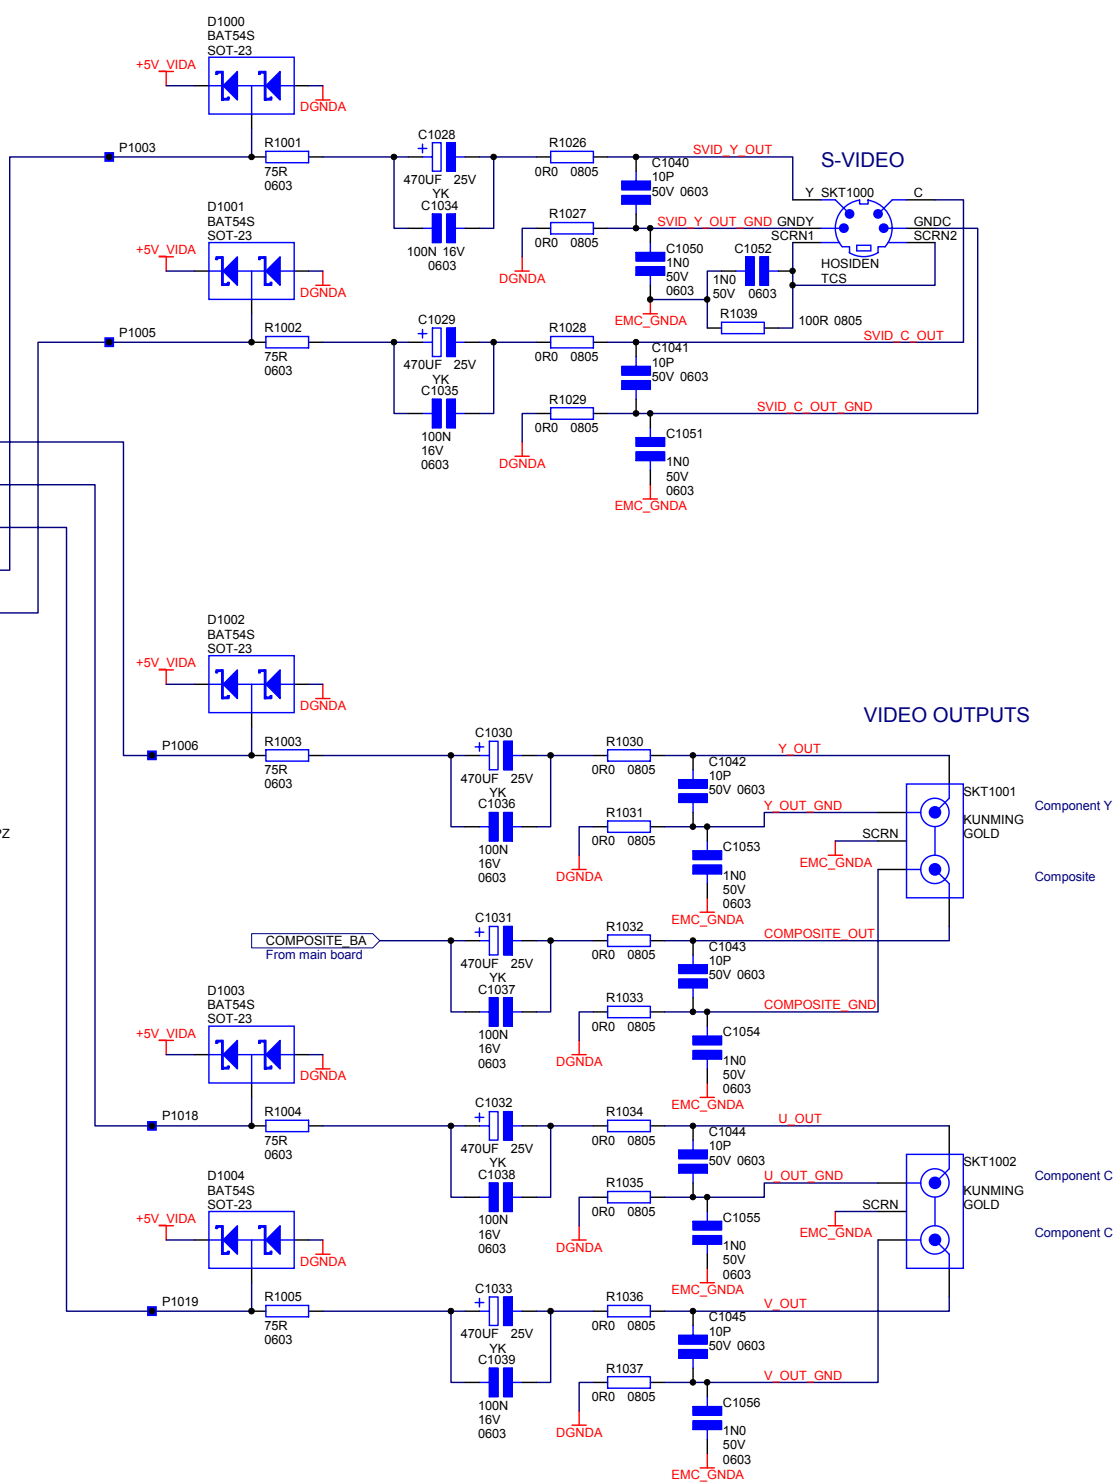 D1000
BAT54S
SOT-23
+5V_VIDA
DGNDA
P1003
R1001
75R
0603
C1028
+
470UF 25V
YK
C1034
100N 16V
0603
R1026
0R0 0805
SVID_Y_OUT
C1040
10P
50V 0603
S-VIDEO
Y SKT1000 C
R1027
0R0 0805
DGNDA
SVID_Y_OUT_GND GNDY GNDC
SCRN1 SCRN2
C1050
1N0
50V
0603
EMC_GNDA
C1052
1N0
50V 0603
HOSIDEN
TCS
R1039
100R 0805
D1001
BAT54S
SOT-23
+5V_VIDA
DGNDA
P1005
R1002
75R
0603
C1029
+
470UF 25V
YK
C1035
100N
16V
0603
R1028
0R0 0805
SVID_C_OUT
C1041
10P
50V 0603
R1029
0R0 0805
DGNDA
SVID_C_OUT_GND
C1051
1N0
50V
0603
EMC_GNDA
D1002
BAT54S
SOT-23
+5V_VIDA
DGNDA
VIDEO OUTPUTS
P1006
R1003
75R
0603
C1030
+
470UF 25V
YK
C1036
100N
16V
0603
R1030
0R0 0805
Y_OUT
C1042
10P
50V 0603
R1031
0R0 0805
DGNDA
Y_OUT_GND
C1053
1N0
50V
0603
EMC_GNDA
SKT1001
KUNMING
GOLD
SCRN
EMC_GNDA
Component Y
Composite
PZ
COMPOSITE_BA
From main board
C1031
+
470UF 25V
YK
C1037
100N
16V
0603
R1032
0R0 0805
COMPOSITE_OUT
C1043
10P
50V 0603
R1033
0R0 0805
DGNDA
COMPOSITE_GND
C1054
1N0
50V
0603
EMC_GNDA
D1003
BAT54S
SOT-23
+5V_VIDA
DGNDA
P1018
R1004
75R
0603
C1032
+
470UF 25V
YK
C1038
100N
16V
0603
R1034
0R0 0805
U_OUT
C1044
10P
50V 0603
R1035
0R0 0805
DGNDA
U_OUT_GND
C1055
1N0
50V
0603
EMC_GNDA
SKT1002
KUNMING
GOLD
SCRN
EMC_GNDA
Component C
Component C
D1004
BAT54S
SOT-23
+5V_VIDA
DGNDA
P1019
R1005
75R
0603
C1033
+
470UF 25V
YK
C1039
100N
16V
0603
R1036
0R0 0805
V_OUT
C1045
10P
50V 0603
R1037
0R0 0805
DGNDA
V_OUT_GND
C1056
1N0
50V
0603
EMC_GNDA